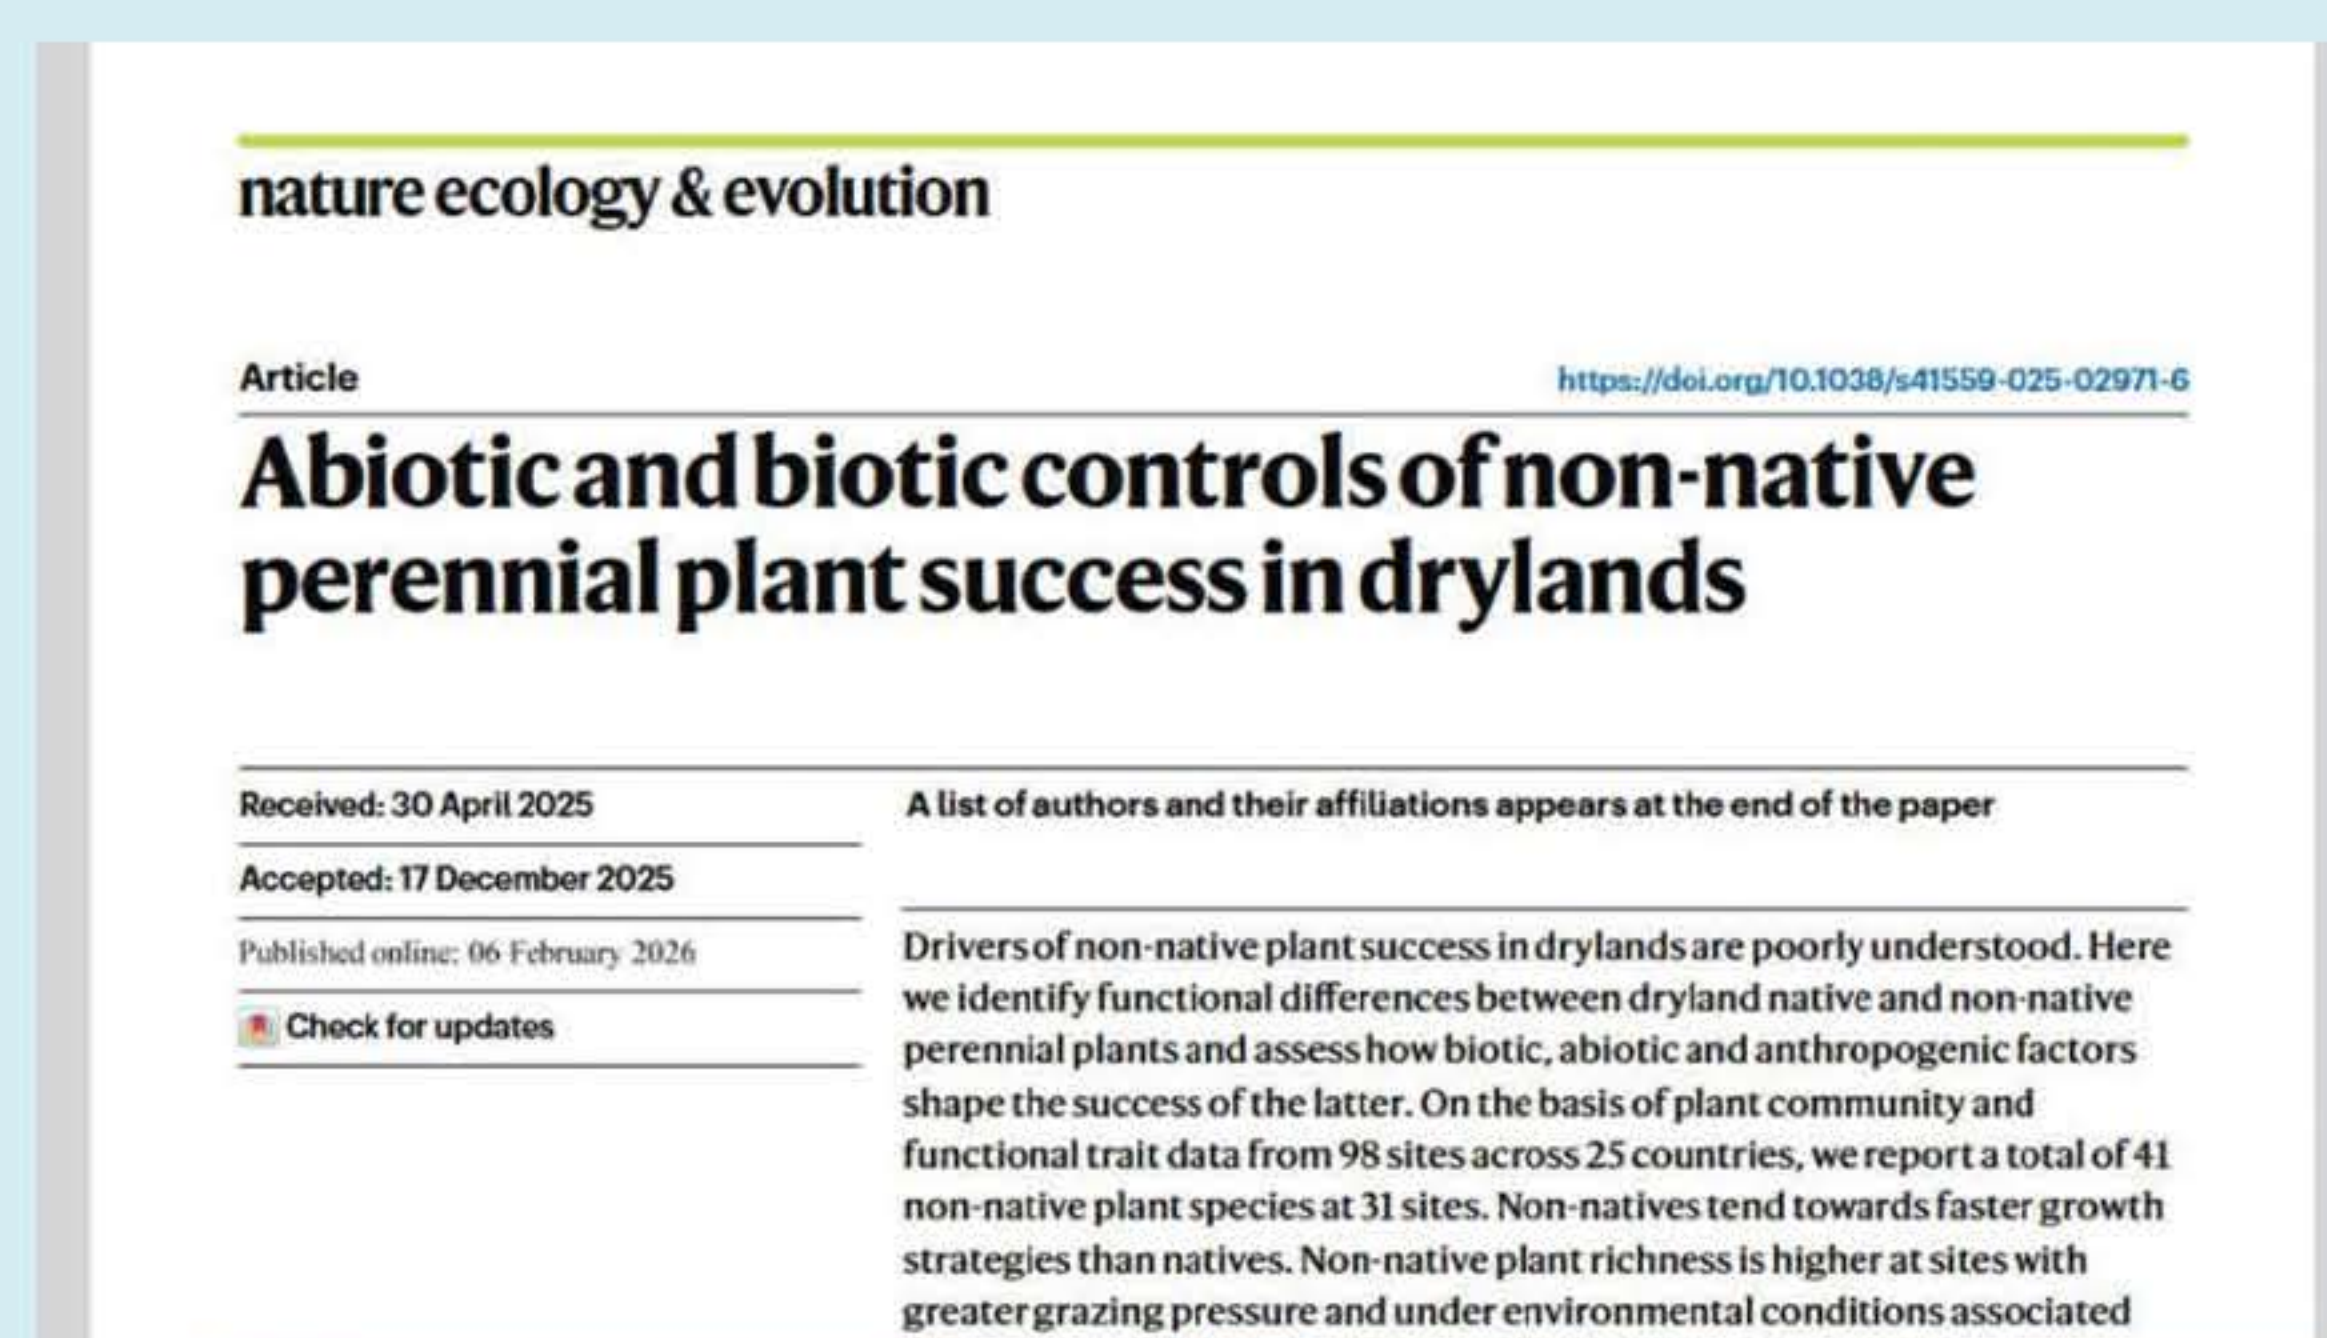 nature ecology & evolution
Article
https://doi.org/10.1038/s41559-025-02971-6
Abiotic and biotic controls of non-native
perennial plant success in drylands
Received: 30 April 2025
Accepted: 17 December 2025
Published online: 06 February 2026
Check for updates
A list of authors and their affiliations appears at the end of the paper
Drivers of non-native plant success in drylands are poorly understood. Here
we identify functional differences between dryland native and non-native
perennial plants and assess how biotic, abiotic and anthropogenic factors
shape the success of the latter. On the basis of plant community and
functional trait data from 98 sites across 25 countries, we report a total of 41
non-native plant species at 31 sites. Non-natives tend towards faster growth
strategies than natives. Non-native plant richness is higher at sites with
greater grazing pressure and under environmental conditions associated